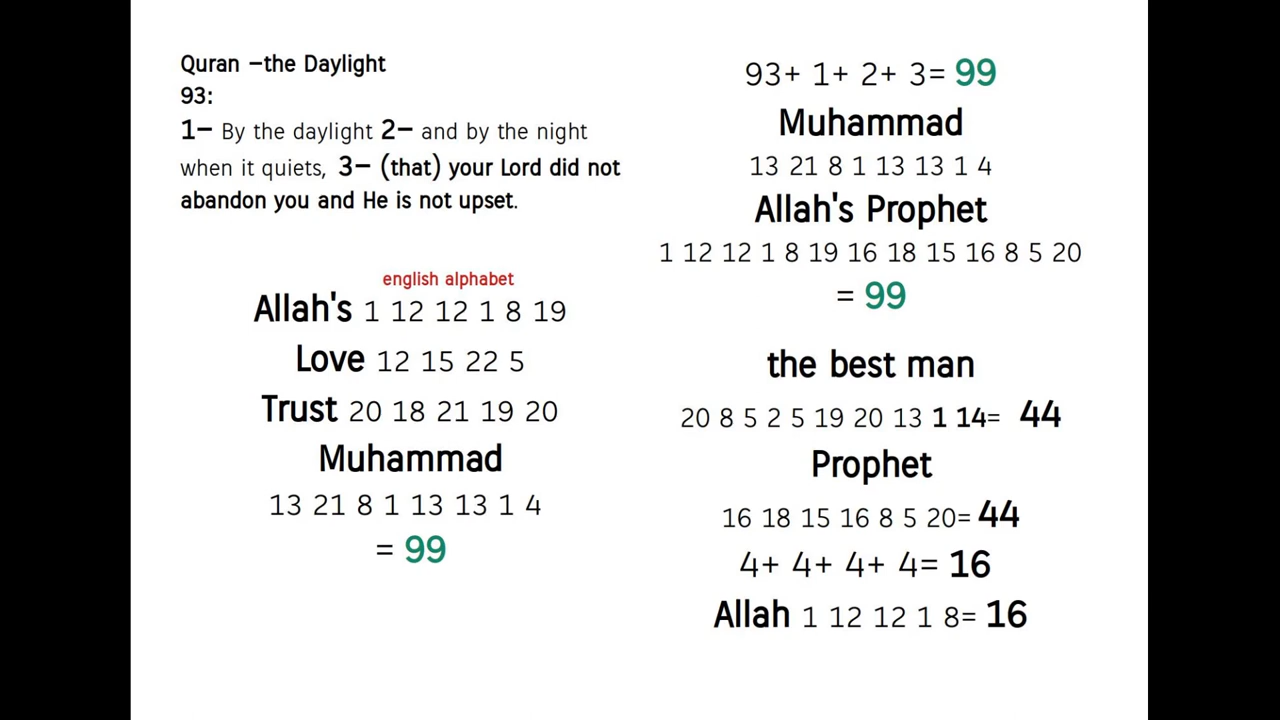 Quran –the Daylight
93:
1– By the daylight 2– and by the night
when it quiets, 3– (that) your Lord did not
abandon you and He is not upset.
english alphabet
Allah's 1 12 12 1 8 19
Love 12 15 22 5
Trust 20 18 21 19 20
Muhammad
13 21 8 1 13 13 1 4
= 99
93+ 1+ 2+ 3= 99
Muhammad
13 21 8 1 13 13 1 4
Allah's Prophet
1 12 12 1 8 19 16 18 15 16 8 5 20
= 99
the best man
20 8 5 2 5 19 20 13 1 14= 44
Prophet
16 18 15 16 8 5 20= 44
4+ 4+ 4+ 4= 16
Allah 1 12 12 1 8= 16